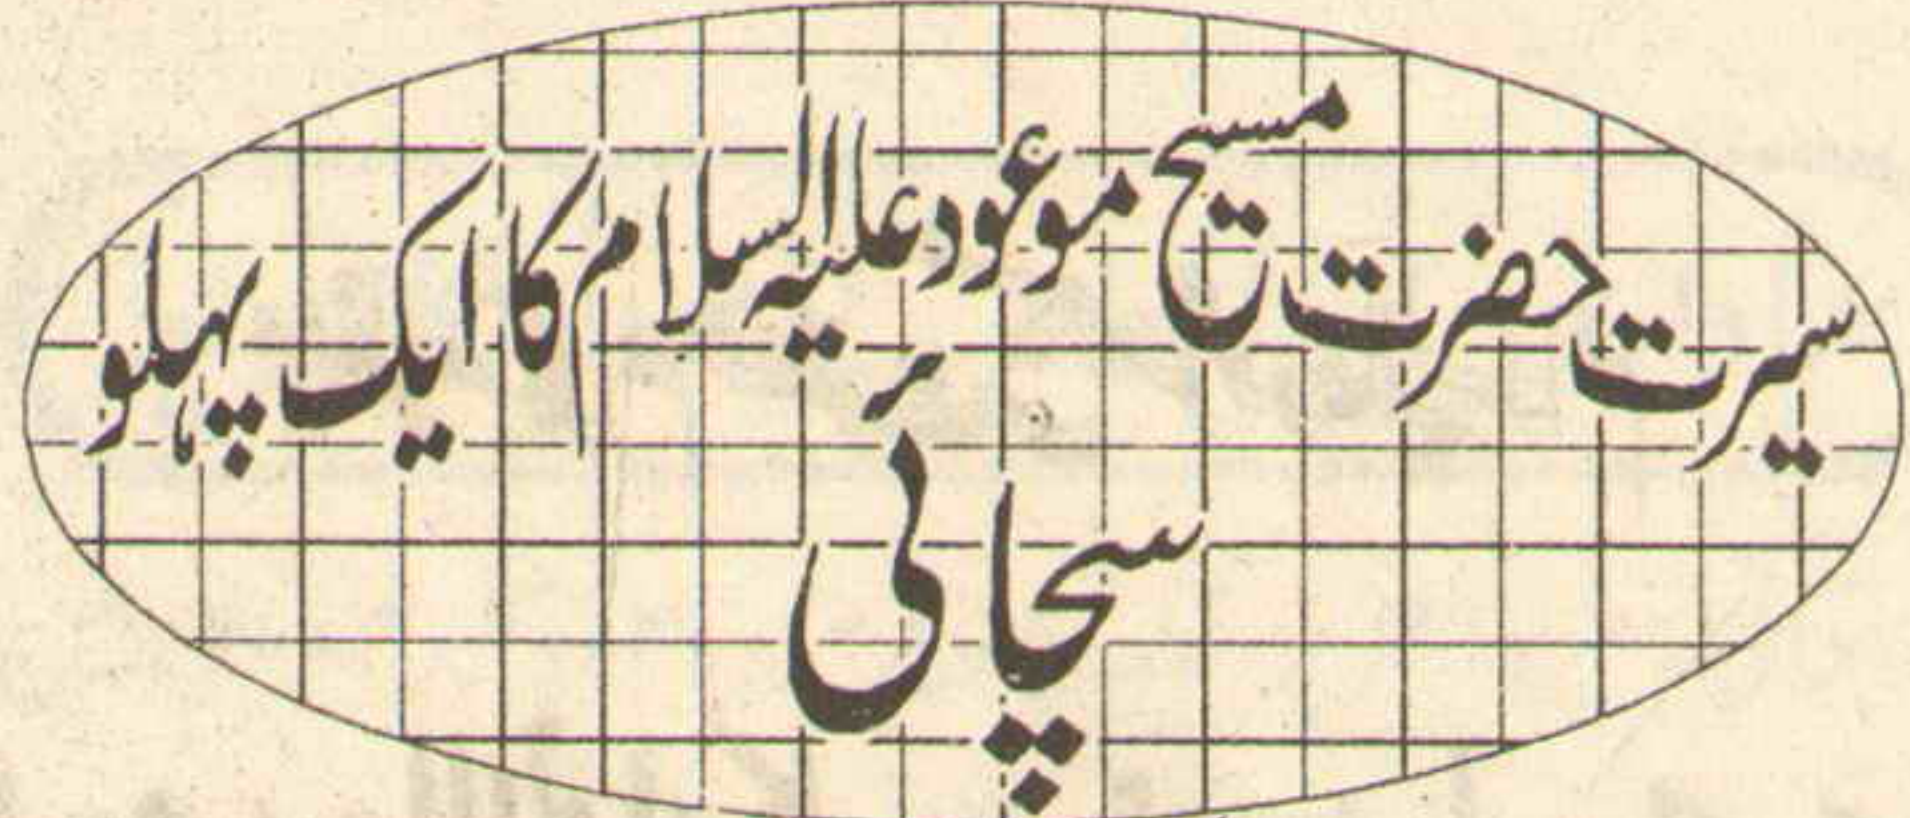 سیرت حضرت مسیح موعود علیہ السلام کا ایک پہلو
سچائی